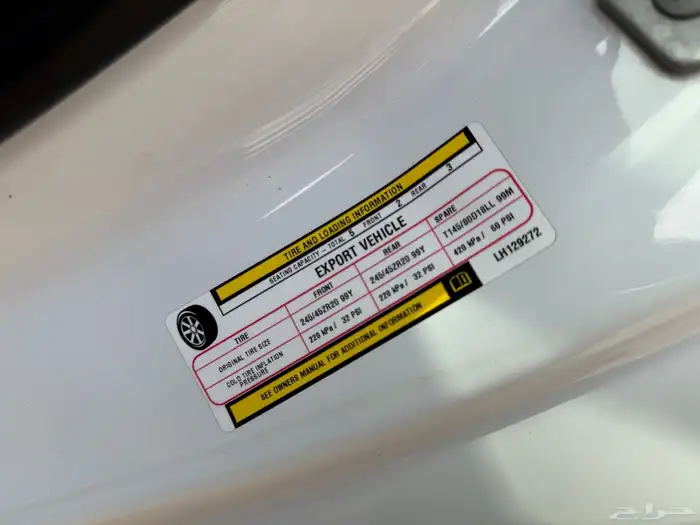 TIRE AND LOADING INFORMATION
SEATING CAPACITY - TOTAL 5 FRONT 2 REAR 3
EXPORT VEHICLE
TIRE FRONT REAR SPARE
ORIGINAL TIRE SIZE 245/45ZR20 99Y 245/45ZR20 99Y T145/80D18LL 99M
COLD TIRE INFLATION PRESSURE 220 kPa / 32 PSI 220 kPa / 32 PSI 420 kPa / 60 PSI
SEE OWNERS MANUAL FOR ADDITIONAL INFORMATION
LH129272
حراج